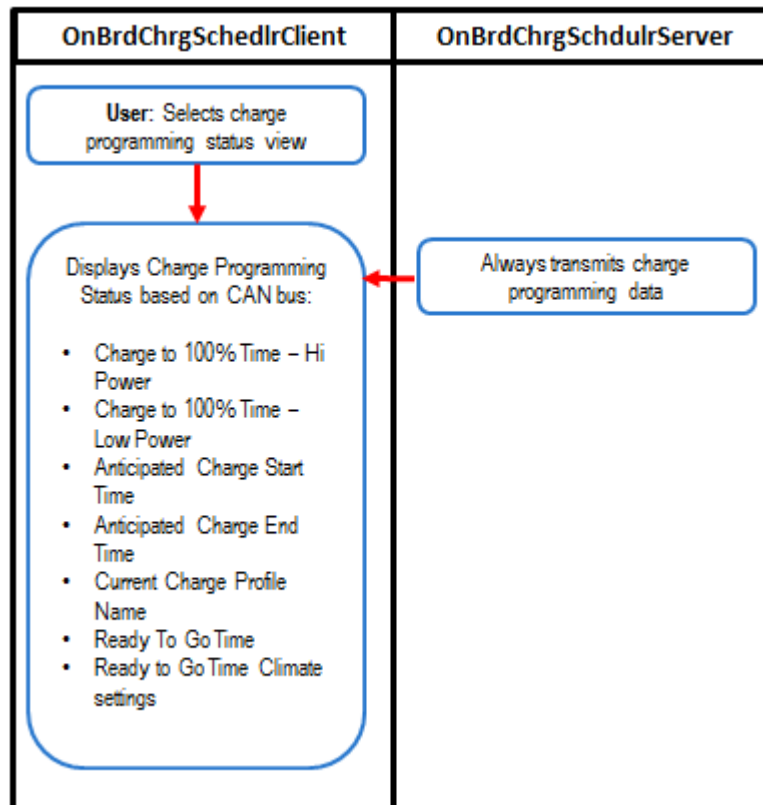 OnBrdChrgSchedlrClient
OnBrdChrgSchdulrServer
User: Selects charge
programming status view
Displays Charge Programming
Status based on CAN bus:
• Charge to 100% Time – Hi
Power
• Charge to 100% Time –
Low Power
• Anticipated Charge Start
Time
• Anticipated Charge End
Time
• Current Charge Profile
Name
• Ready To Go Time
• Ready to Go Time Climate
settings
Always transmits charge
programming data